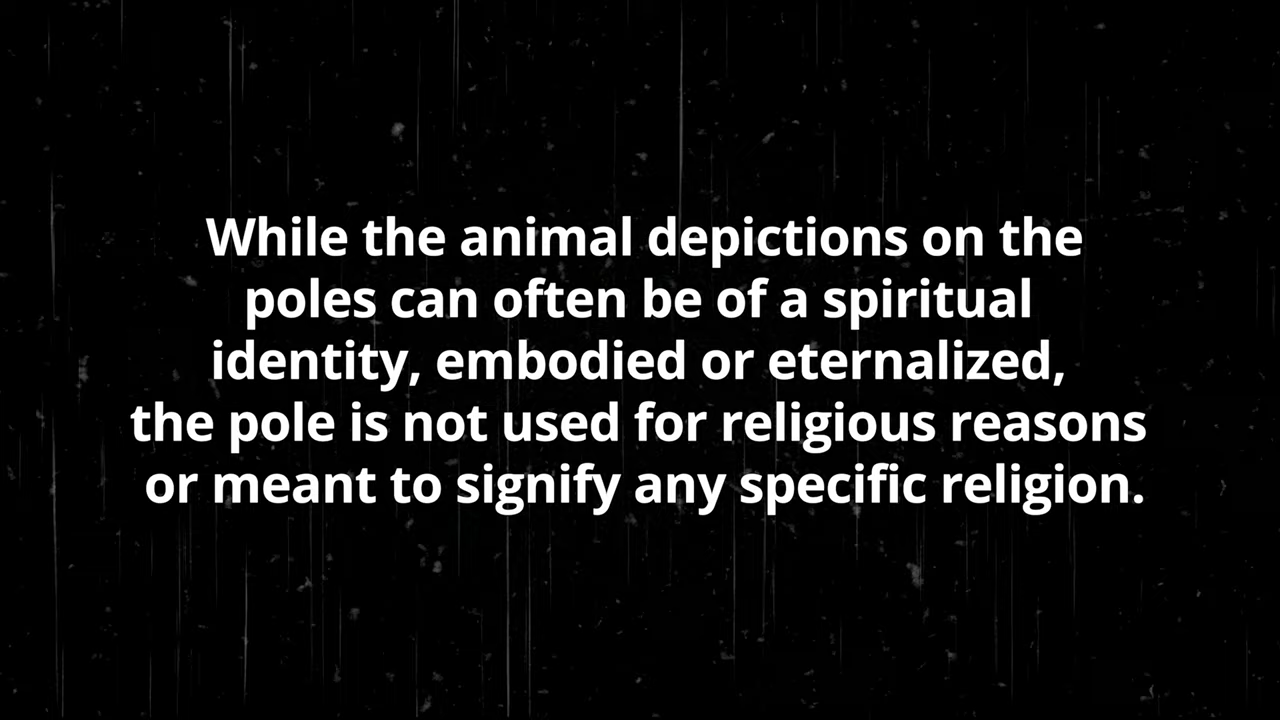 While the animal depictions on the
poles can often be of a spiritual
identity, embodied or eternalized,
the pole is not used for religious reasons
or meant to signify any specific religion.